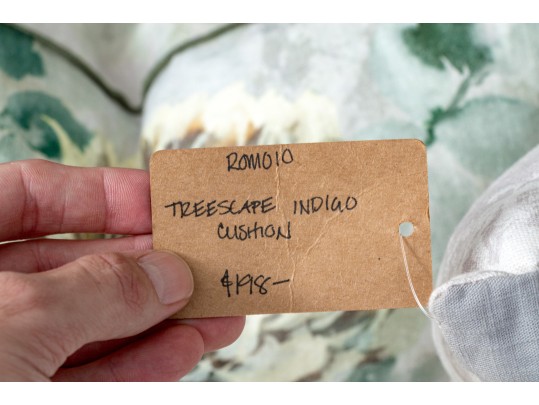 ROMO10
TREESCAPE INDIGO
CUSHION
$198-